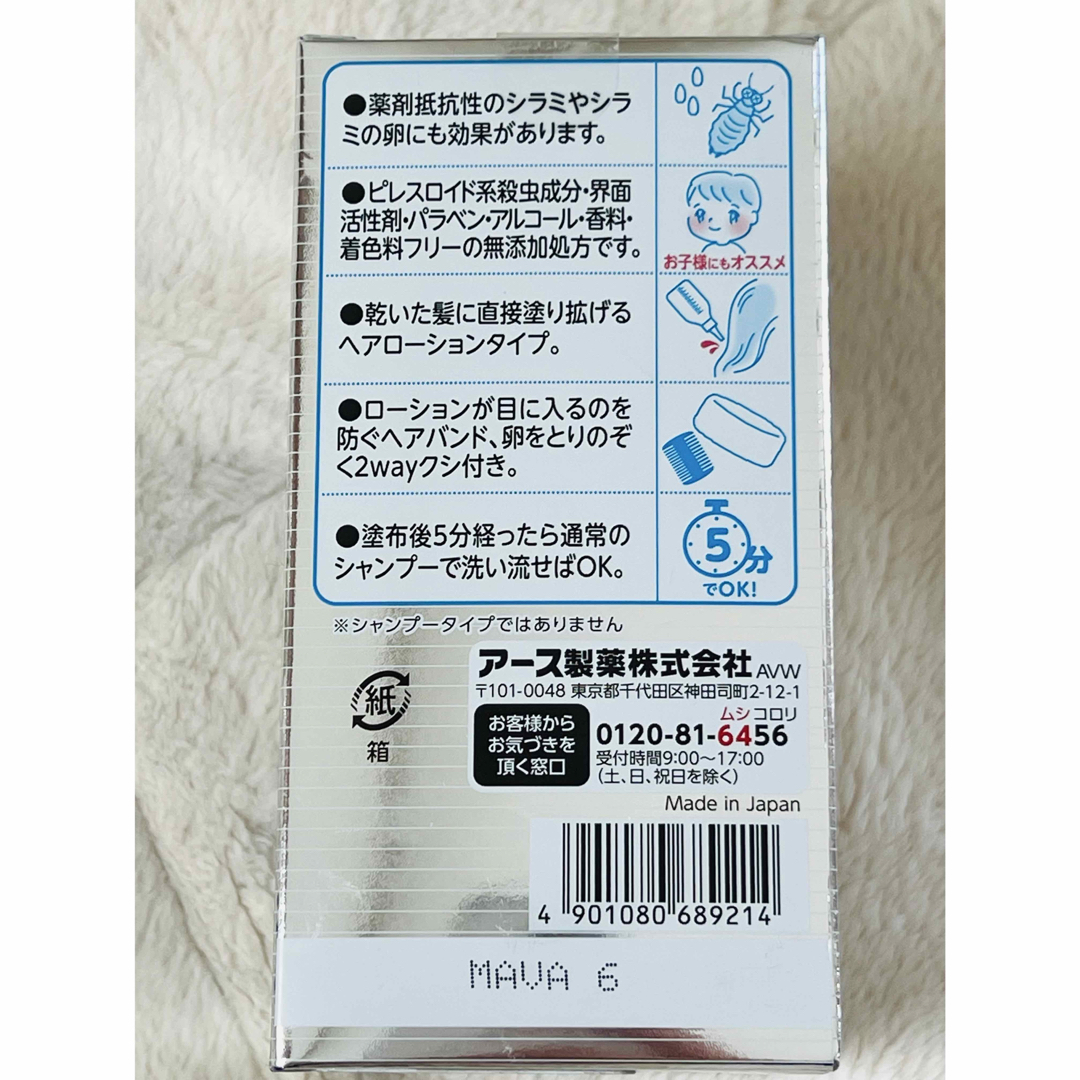 ●薬剤抵抗性のシラミやシラ
ミの卵にも効果があります。
●ピレスロイド系殺虫成分・界面
活性剤・パラベン・アルコール・香料・
着色料フリーの無添加処方です。
お子様にもオススメ
●乾いた髪に直接塗り拡げる
ヘアローションタイプ。
●ローションが目に入るのを
防ぐヘアバンド、卵をとりのぞ
く2wayクシ付き。
●塗布後5分経ったら通常の
シャンプーで洗い流せばOK。
5分
でOK!
※シャンプータイプではありません
アース製薬株式会社 AVW
〒101-0048 東京都千代田区神田司町2-12-1
お客様から
お気づきを
頂く窓口
ムシコロリ
0120-81-6456
受付時間9:00〜17:00
(土、日、祝日を除く)
紙
箱
Made in Japan
4 901080 689214
MAVA 6